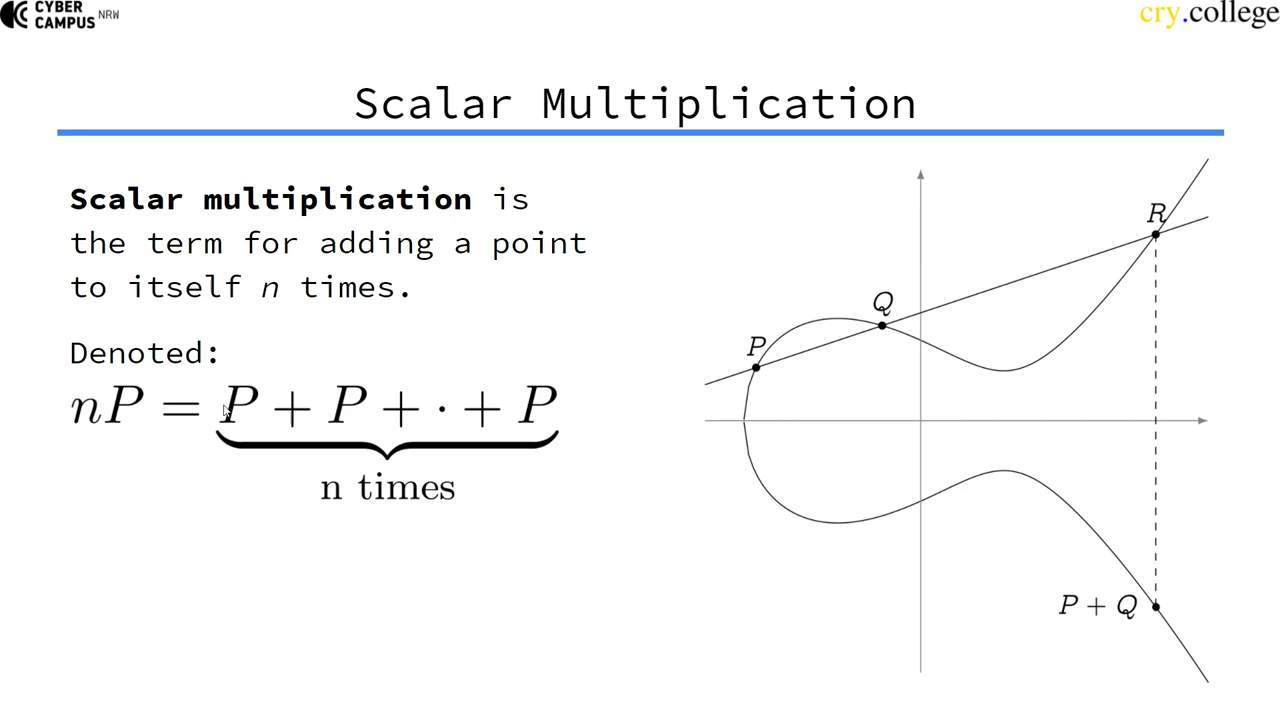 CYBER
CAMPUS NRW
cry.college
Scalar Multiplication
Scalar multiplication is
the term for adding a point
to itself n times.
Denoted:
nP = P + P + · + P
n times
R
Q
P
P + Q